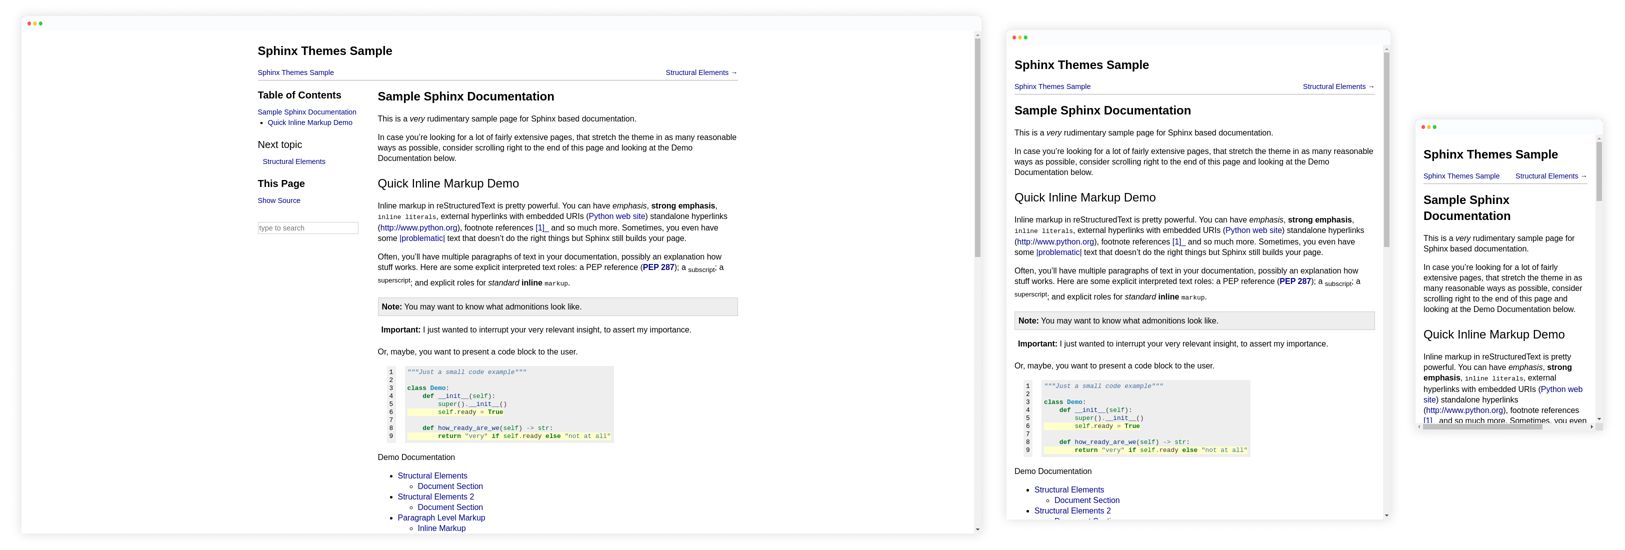 Sphinx Themes Sample
Sphinx Themes Sample
Structural Elements →
Table of Contents
Sample Sphinx Documentation
Quick Inline Markup Demo
Next topic
Structural Elements
This Page
Show Source
type to search
Sample Sphinx Documentation
This is a very rudimentary sample page for Sphinx based documentation.
In case you're looking for a lot of fairly extensive pages, that stretch the theme in as many reasonable
ways as possible, consider scrolling right to the end of this page and looking at the Demo
Documentation below.
Quick Inline Markup Demo
Inline markup in reStructuredText is pretty powerful. You can have emphasis, strong emphasis,
inline literals, external hyperlinks with embedded URIs (Python web site) standalone hyperlinks
(http://www.python.org), footnote references [1]_ and so much more. Sometimes, you even have
some |problematic| text that doesn't do the right things but Sphinx still builds your page.
Often, you'll have multiple paragraphs of text in your documentation, possibly an explanation how
stuff works. Here are some explicit interpreted text roles: a PEP reference (PEP 287); a subscript; a
superscript; and explicit roles for standard inline markup.
Note: You may want to know what admonitions look like.
Important: I just wanted to interrupt your very relevant insight, to assert my importance.
Or, maybe, you want to present a code block to the user.
1 """Just a small code example"""
2
3 class Demo:
4     def __init__(self):
5         super().__init__()
6         self.ready = True
7
8     def how_ready_are_we(self) -> str:
9         return "very" if self.ready else "not at all"
Demo Documentation
Structural Elements
Document Section
Structural Elements 2
Document Section
Paragraph Level Markup
Inline Markup
Sphinx Themes Sample
Sphinx Themes Sample
Structural Elements →
Sample Sphinx Documentation
This is a very rudimentary sample page for Sphinx based documentation.
In case you're looking for a lot of fairly extensive pages, that stretch the theme in as many reasonable
ways as possible, consider scrolling right to the end of this page and looking at the Demo
Documentation below.
Quick Inline Markup Demo
Inline markup in reStructuredText is pretty powerful. You can have emphasis, strong emphasis,
inline literals, external hyperlinks with embedded URIs (Python web site) standalone hyperlinks
(http://www.python.org), footnote references [1]_ and so much more. Sometimes, you even have
some |problematic| text that doesn't do the right things but Sphinx still builds your page.
Often, you'll have multiple paragraphs of text in your documentation, possibly an explanation how
stuff works. Here are some explicit interpreted text roles: a PEP reference (PEP 287); a subscript; a
superscript; and explicit roles for standard inline markup.
Note: You may want to know what admonitions look like.
Important: I just wanted to interrupt your very relevant insight, to assert my importance.
Or, maybe, you want to present a code block to the user.
1 """Just a small code example"""
2
3 class Demo:
4     def __init__(self):
5         super().__init__()
6         self.ready = True
7
8     def how_ready_are_we(self) -> str:
9         return "very" if self.ready else "not at all"
Demo Documentation
Structural Elements
Document Section
Structural Elements 2
Sphinx Themes Sample
Sphinx Themes Sample
Structural Elements →
Sample Sphinx
Documentation
This is a very rudimentary sample page for
Sphinx based documentation.
In case you're looking for a lot of fairly
extensive pages, that stretch the theme in as
many reasonable ways as possible, consider
scrolling right to the end of this page and
looking at the Demo Documentation below.
Quick Inline Markup Demo
Inline markup in reStructuredText is pretty
powerful. You can have emphasis, strong
emphasis, inline literals, external
hyperlinks with embedded URIs (Python web
site) standalone hyperlinks
(http://www.python.org), footnote references
[1]_ and so much more. Sometimes, you even